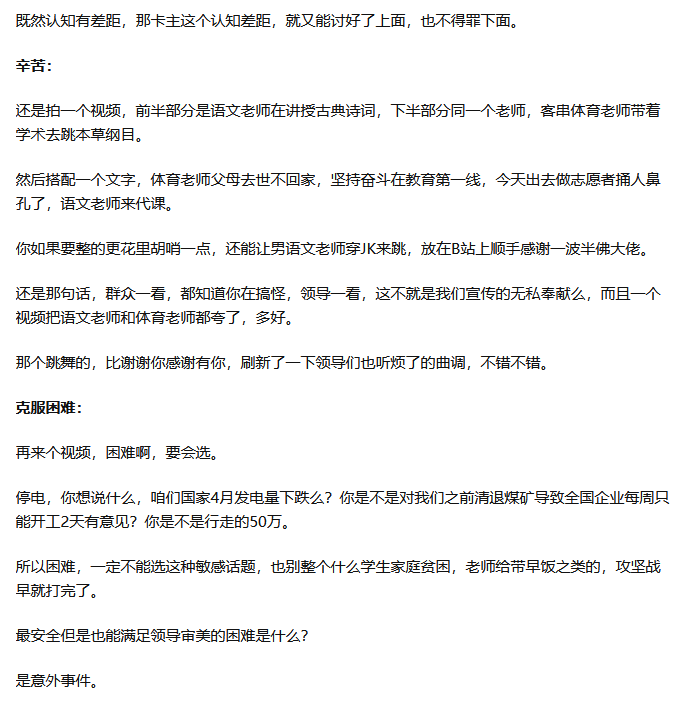 既然认知有差距，那卡主这个认知差距，就又能讨好了上面，也不得罪下面。
辛苦：
还是拍一个视频，前半部分是语文老师在讲授古典诗词，下半部分同一个老师，客串体育老师带着
学术去跳本草纲目。
然后搭配一个文字，体育老师父母去世不回家，坚持奋斗在教育第一线，今天出去做志愿者捅人鼻
孔了，语文老师来代课。
你如果要整的更花里胡哨一点，还能让男语文老师穿JK来跳，放在B站上顺手感谢一波半佛大佬。
还是那句话，群众一看，都知道你在搞怪，领导一看，这不就是我们宣传的无私奉献么，而且一个
视频把语文老师和体育老师都夸了，多好。
那个跳舞的，比谢谢你感谢有你，刷新了一下领导们也听烦了的曲调，不错不错。
克服困难：
再来个视频，困难啊，要会选。
停电，你想说什么，咱们国家4月发电量下跌么？你是不是对我们之前清退煤矿导致全国企业每周只
能开工2天有意见？你是不是行走的50万。
所以困难，一定不能选这种敏感话题，也别整个什么学生家庭贫困，老师给带早饭之类的，攻坚战
早就打完了。
最安全但是也能满足领导审美的困难是什么？
是意外事件。